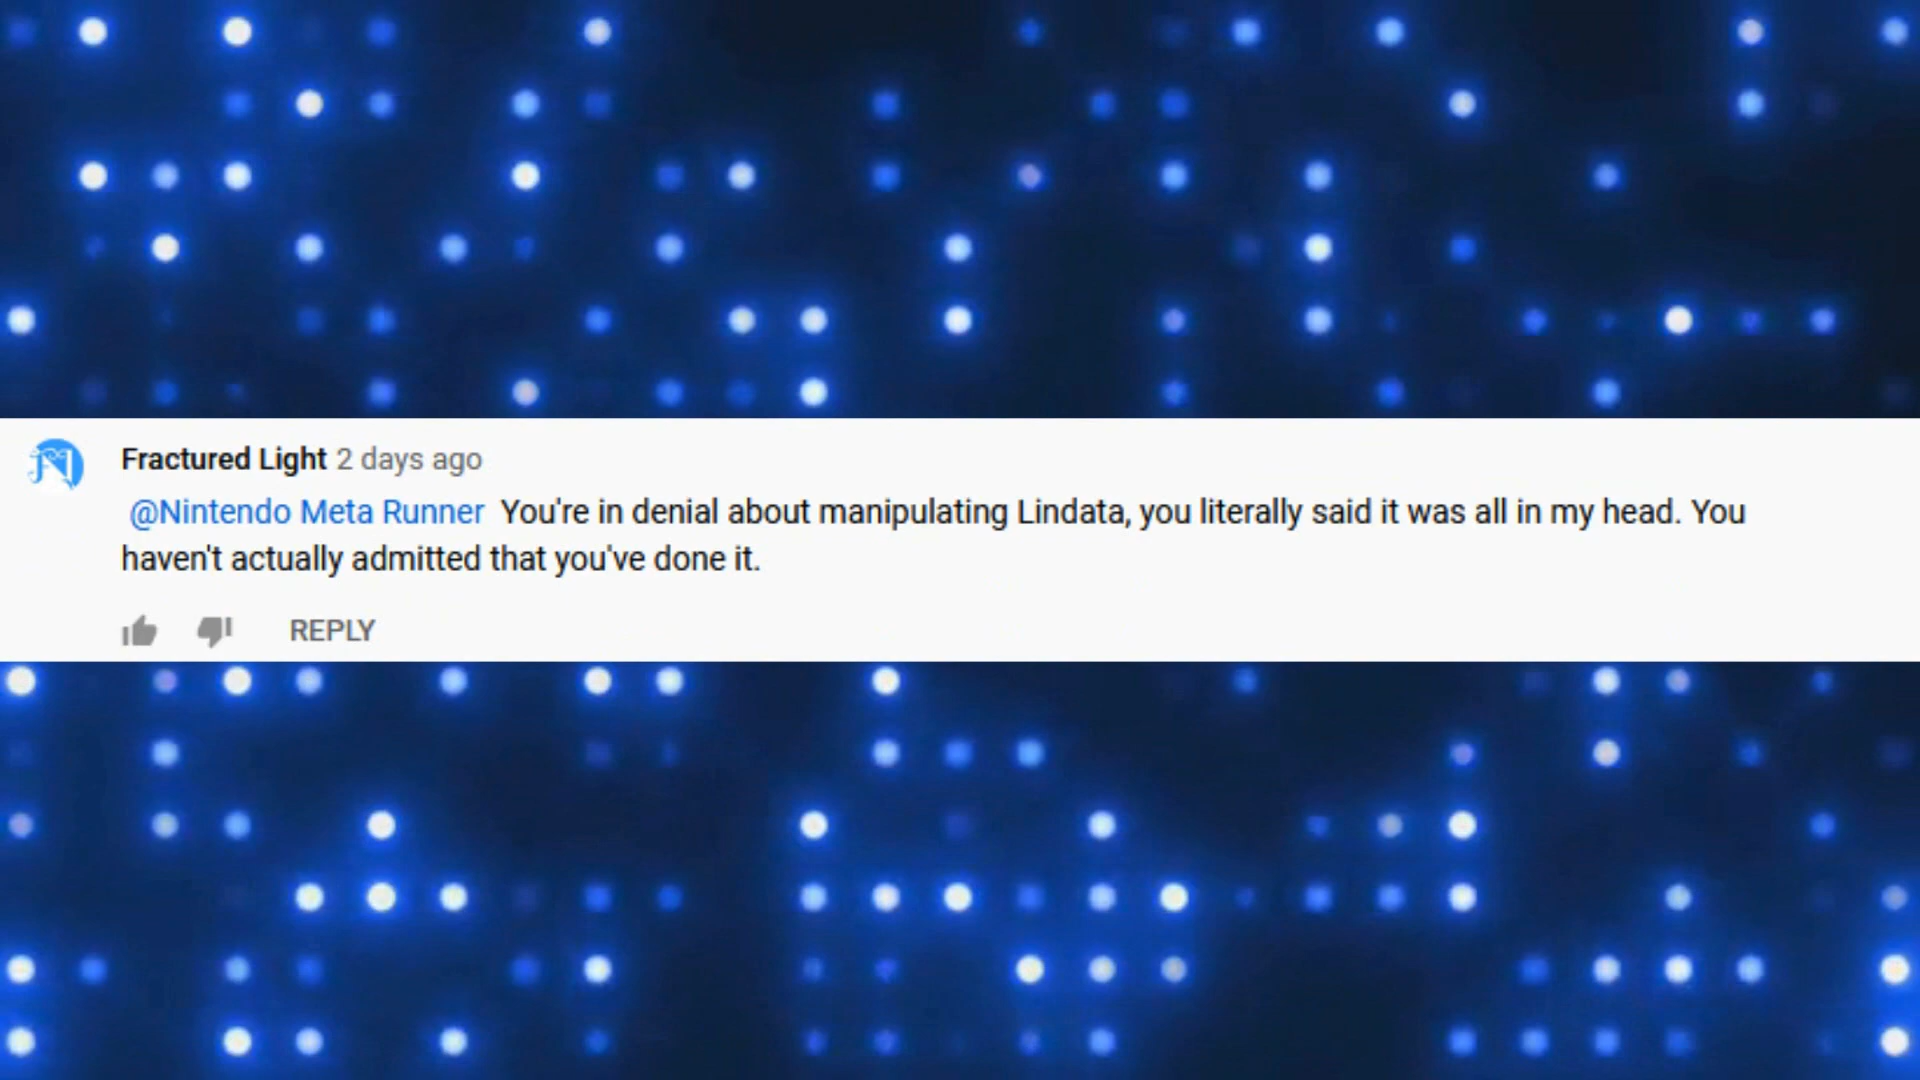 Fractured Light 2 days ago
@Nintendo Meta Runner You're in denial about manipulating Lindata, you literally said it was all in my head. You
haven't actually admitted that you've done it.
REPLY